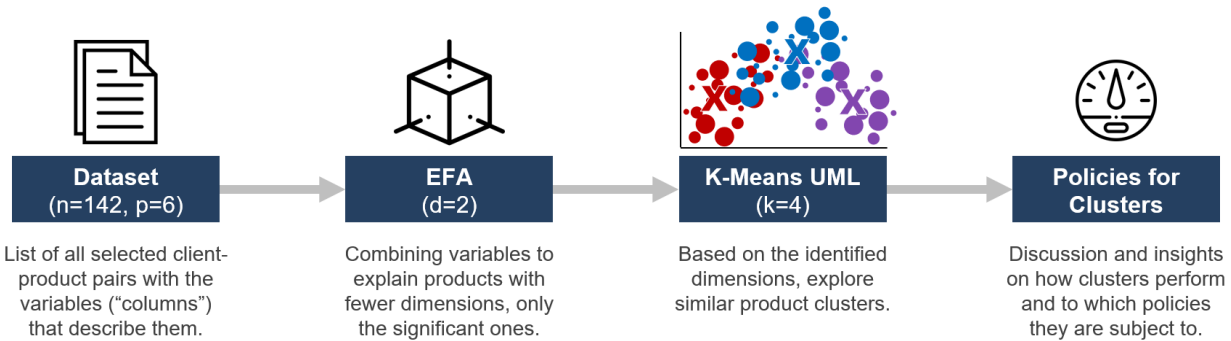 Dataset
(n=142, p=6)
List of all selected client-
product pairs with the
variables (“columns”)
that describe them.
EFA
(d=2)
Combining variables to
explain products with
fewer dimensions, only
the significant ones.
X
X
X
K-Means UML
(k=4)
Based on the identified
dimensions, explore
similar product clusters.
Policies for
Clusters
Discussion and insights
on how clusters perform
and to which policies
they are subject to.